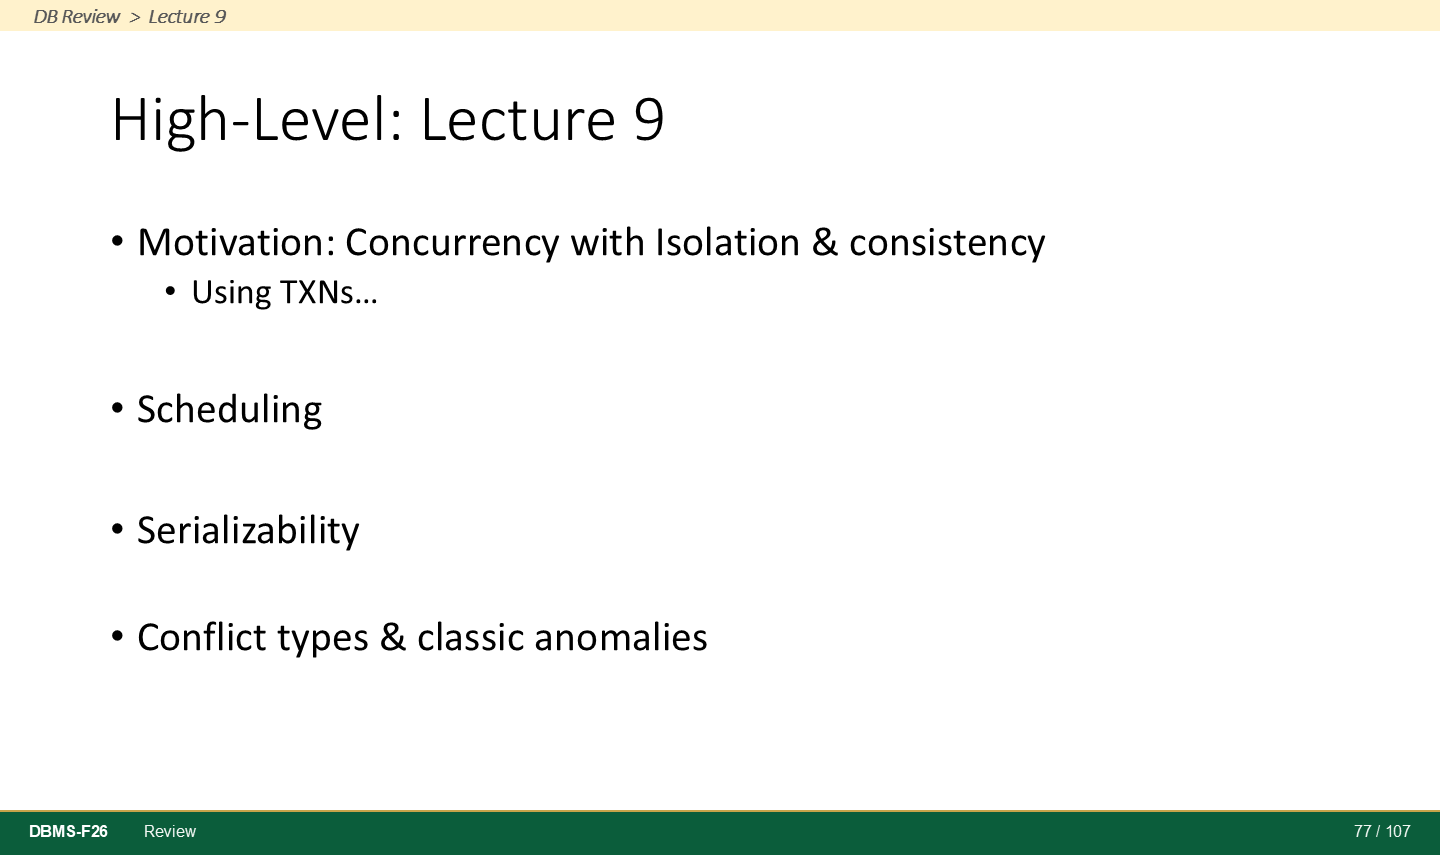 DB Review > Lecture 9
High-Level: Lecture 9
• Motivation: Concurrency with Isolation & consistency
• Using TXNs…
• Scheduling
• Serializability
• Conflict types & classic anomalies
DBMS-F26 Review 77 / 107